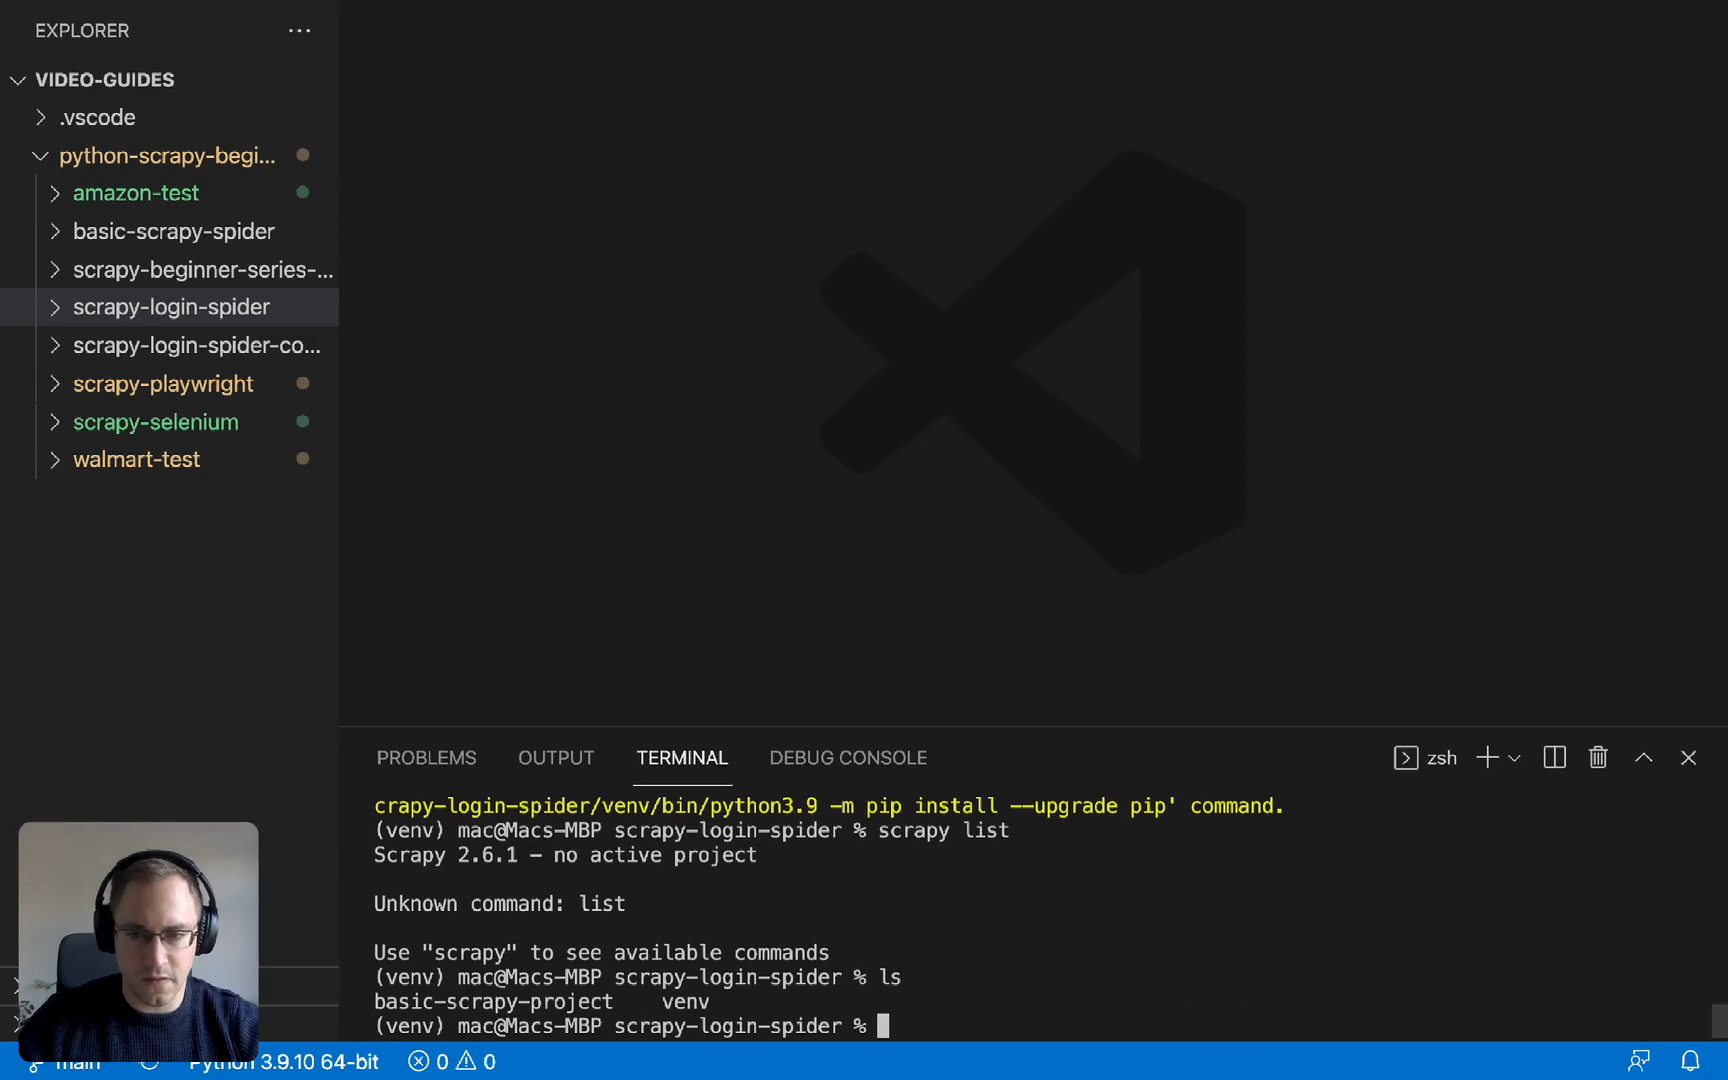 EXPLORER
VIDEO-GUIDES
.vscode
python-scrapy-begi...
amazon-test
basic-scrapy-spider
scrapy-beginner-series-...
scrapy-login-spider
scrapy-login-spider-co...
scrapy-playwright
scrapy-selenium
walmart-test
PROBLEMS OUTPUT TERMINAL DEBUG CONSOLE zsh
crapy-login-spider/venv/bin/python3.9 -m pip install --upgrade pip' command.
(venv) mac@Macs-MBP scrapy-login-spider % scrapy list
Scrapy 2.6.1 - no active project
Unknown command: list
Use "scrapy" to see available commands
(venv) mac@Macs-MBP scrapy-login-spider % ls
basic-scrapy-project venv
(venv) mac@Macs-MBP scrapy-login-spider %
main Python 3.9.10 64-bit 0 0